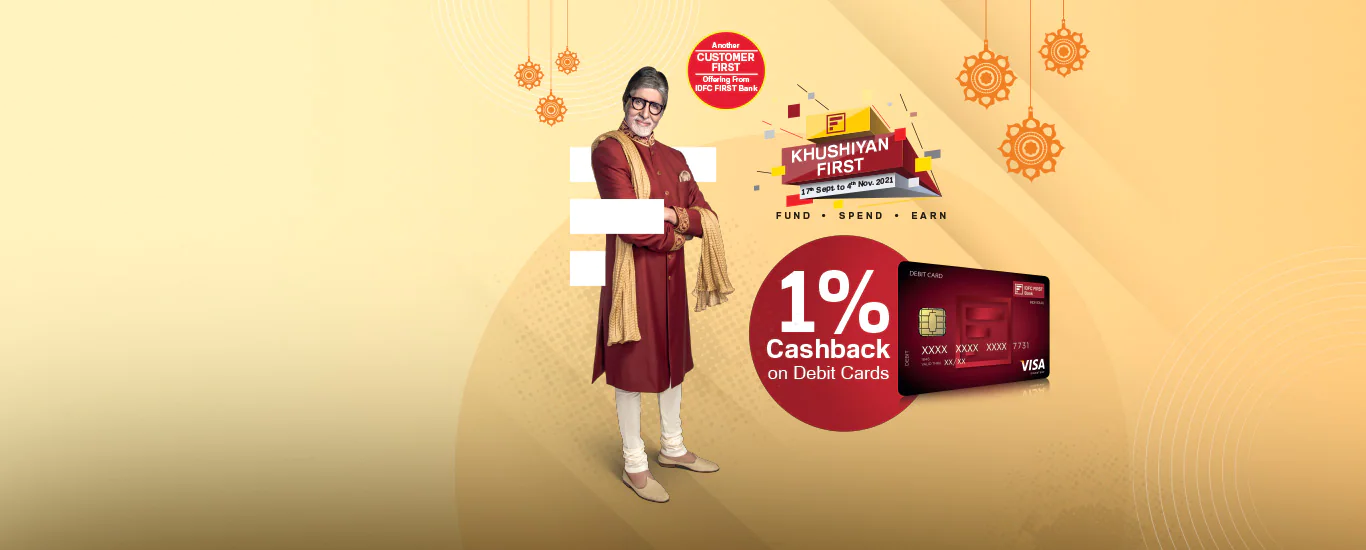 Another
CUSTOMER
FIRST
Offering From
IDFC FIRST Bank
KHUSHIYAN
FIRST
17th Sept. to 4th Nov. 2021
FUND • SPEND • EARN
1%
Cashback
on Debit Cards
DEBIT CARD
IDFC FIRST
Bank
DEBIT
XXXX XXXX XXXX 7731
XX/XX
VISA